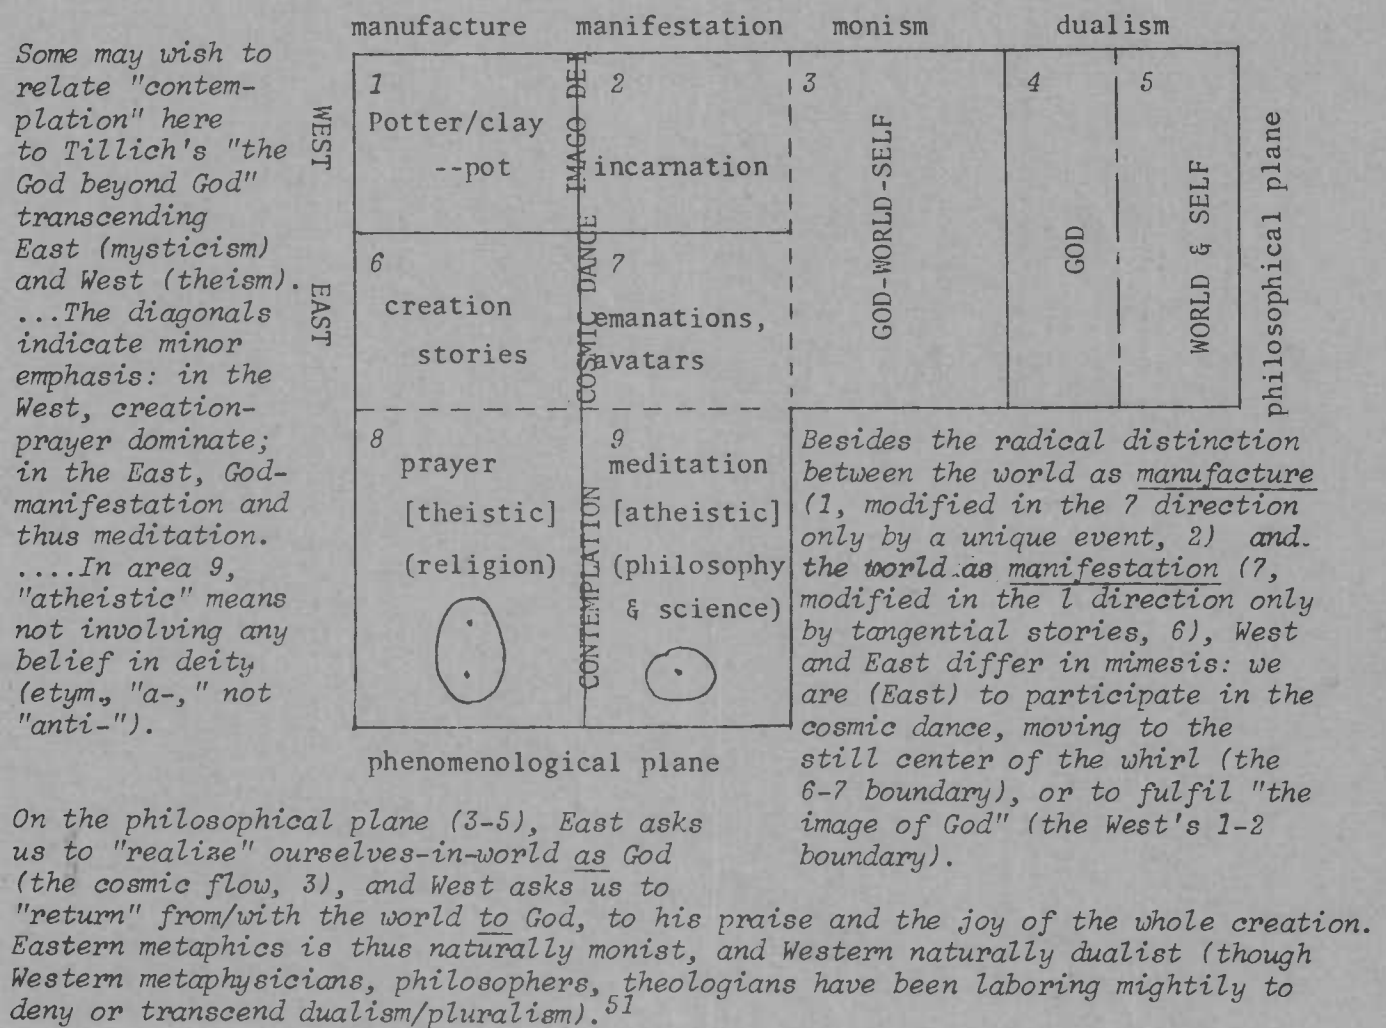 manufacture manifestation monism dualism
Some may wish to
relate "contem-
plation" here
to Tillich's "the
God beyond God"
transcending
East (mysticism)
and West (theism).
...The diagonals
indicate minor
emphasis: in the
West, creation-
prayer dominate;
in the East, God-
manifestation and
thus meditation.
....In area 9,
"atheistic" means
not involving any
belief in deity
(etym., "a-," not
"anti-").
WEST
EAST
1
Potter/clay
--pot
IMAGO DEI
2
incarnation
3
GOD-WORLD-SELF
4
GOD
5
WORLD & SELF
philosophical plane
6
creation
stories
COSMIC DANCE
7
emanations,
avatars
8
prayer
[theistic]
(religion)
CONTEMPLATION
9
meditation
[atheistic]
(philosophy
& science)
phenomenological plane
Besides the radical distinction
between the world as manufacture
(1, modified in the 7 direction
only by a unique event, 2) and
the world as manifestation (7,
modified in the 1 direction only
by tangential stories, 6), West
and East differ in mimesis: we
are (East) to participate in the
cosmic dance, moving to the
still center of the whirl (the
6-7 boundary), or to fulfil "the
image of God" (the West's 1-2
boundary).
On the philosophical plane (3-5), East asks
us to "realize" ourselves-in-world as God
(the cosmic flow, 3), and West asks us to
"return" from/with the world to God, to his praise and the joy of the whole creation.
Eastern metaphics is thus naturally monist, and Western naturally dualist (though
Western metaphysicians, philosophers, theologians have been laboring mightily to
deny or transcend dualism/pluralism).51